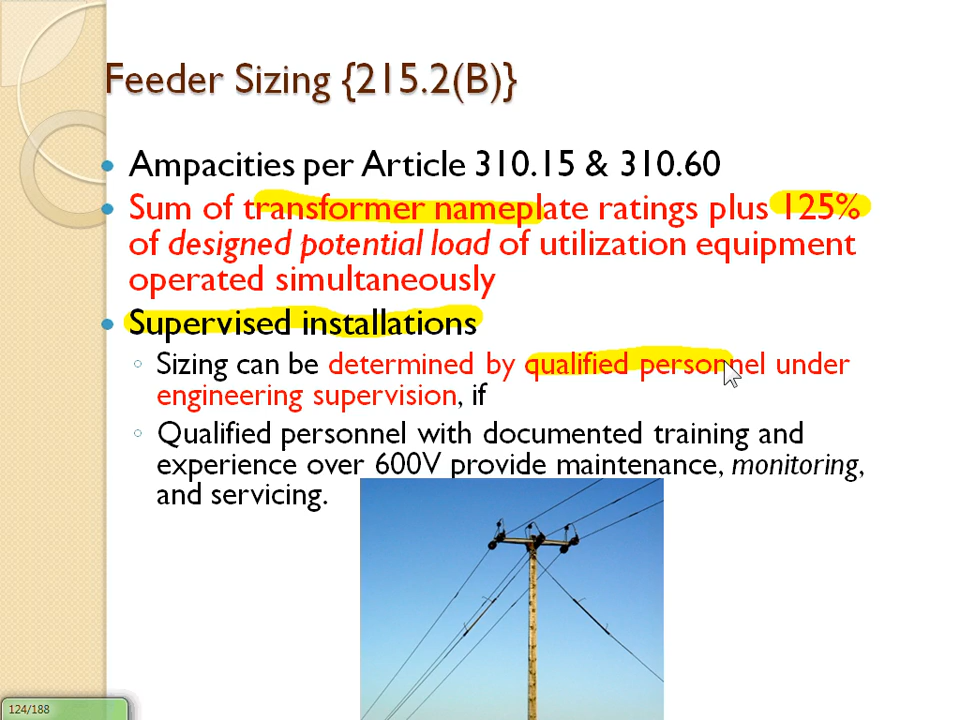 Feeder Sizing {215.2(B)}
Ampacities per Article 310.15 & 310.60
Sum of transformer nameplate ratings plus 125%
of designed potential load of utilization equipment
operated simultaneously
Supervised installations
Sizing can be determined by qualified personnel under
engineering supervision, if
Qualified personnel with documented training and
experience over 600V provide maintenance, monitoring,
and servicing.
124/188